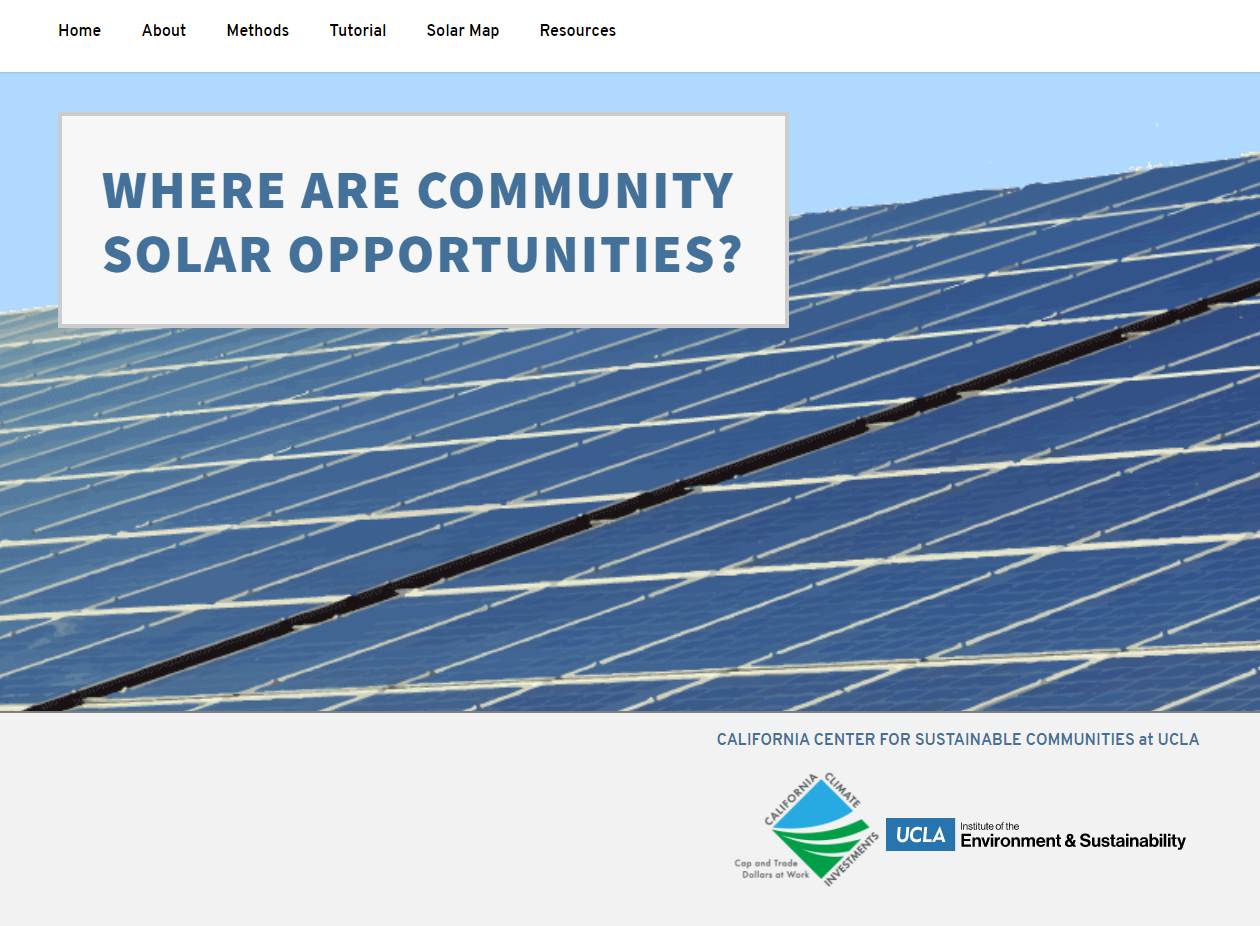 Home About Methods Tutorial Solar Map Resources
WHERE ARE COMMUNITY
SOLAR OPPORTUNITIES?
CALIFORNIA CENTER FOR SUSTAINABLE COMMUNITIES at UCLA
CALIFORNIA CLIMATE
INVESTMENTS
Cap and Trade
Dollars at Work
UCLA
Institute of the
Environment & Sustainability